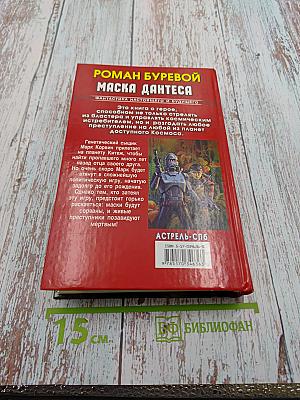 РОМАН БУРЕВОЙ
МАСКА ДАНТЕСА
ФАНТАСТИКА НАСТОЯЩЕГО И БУДУЩЕГО
Это книга о герое,
способном не только стрелять
из бластера и управлять космическим
истребителем, но и разгадать любое
преступление на любой из планет
доступного Космоса.
Генетический сыщик
Марк Корвин прилетает
на планету Китеж, чтобы
найти пропавшего много лет
назад отца своего друга.
Но очень скоро Марк будет
втянут в сложнейшую
политическую игру, начатую
задолго до его рождения.
Однако тем, кто затеял
эту игру, предстоит горько
раскаяться: маски будут
сорваны, и живые
преступники позавидуют
мертвым!
АСТРЕЛЬ-СПб
15 см.
БФ БИБЛИОФАН